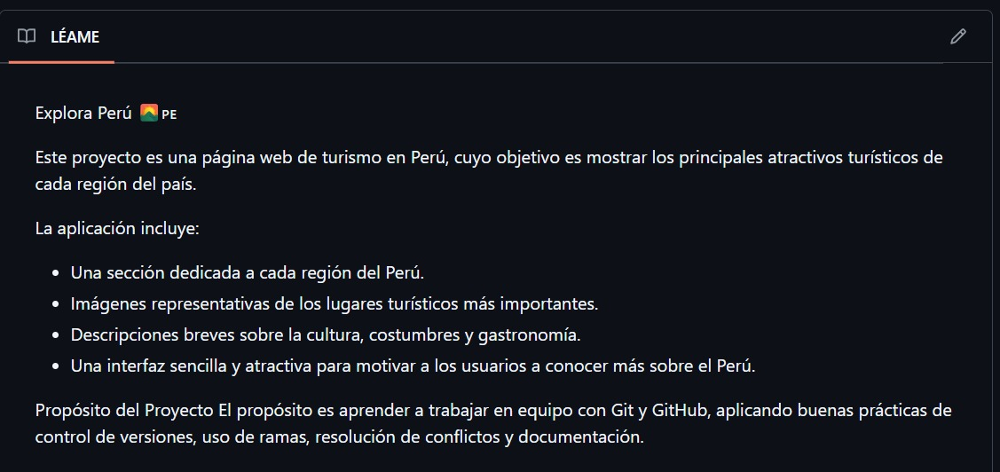 LÉAME
Explora Perú 🌄 PE
Este proyecto es una página web de turismo en Perú, cuyo objetivo es mostrar los principales atractivos turísticos de
cada región del país.
La aplicación incluye:
• Una sección dedicada a cada región del Perú.
• Imágenes representativas de los lugares turísticos más importantes.
• Descripciones breves sobre la cultura, costumbres y gastronomía.
• Una interfaz sencilla y atractiva para motivar a los usuarios a conocer más sobre el Perú.
Propósito del Proyecto El propósito es aprender a trabajar en equipo con Git y GitHub, aplicando buenas prácticas de
control de versiones, uso de ramas, resolución de conflictos y documentación.